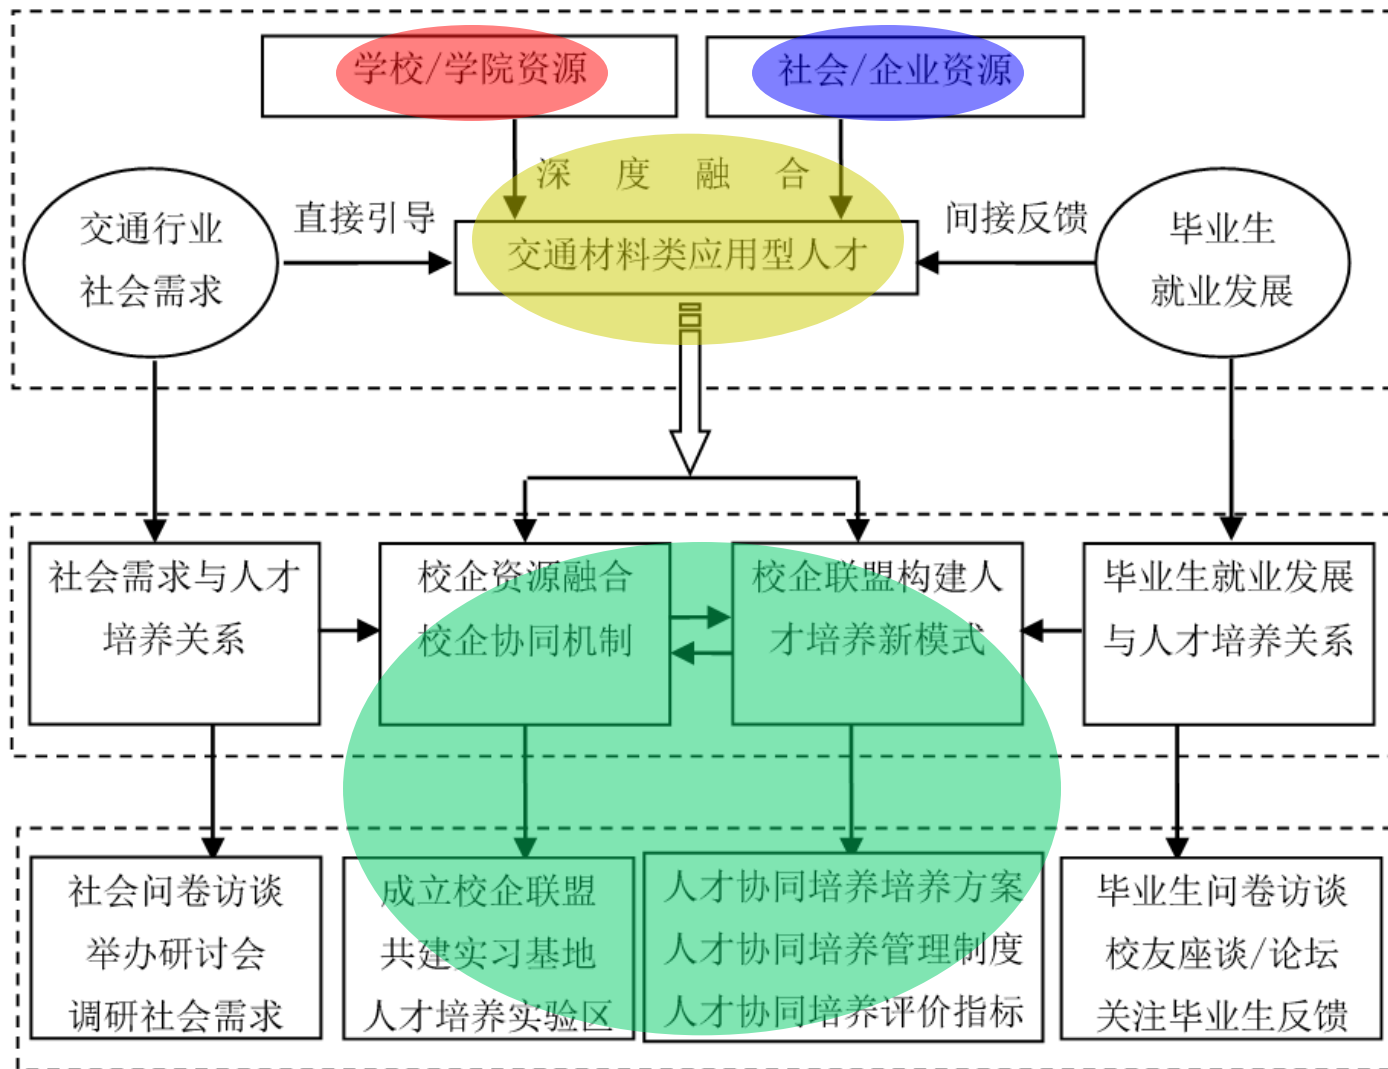 学校/学院资源
社会/企业资源
深度融合
交通行业
社会需求
直接引导
交通材料类应用型人才
间接反馈
毕业生
就业发展
社会需求与人才
培养关系
校企资源融合
校企协同机制
校企联盟构建人
才培养新模式
毕业生就业发展
与人才培养关系
社会问卷访谈
举办研讨会
调研社会需求
成立校企联盟
共建实习基地
人才培养实验区
人才协同培养培养方案
人才协同培养管理制度
人才协同培养评价指标
毕业生问卷访谈
校友座谈/论坛
关注毕业生反馈